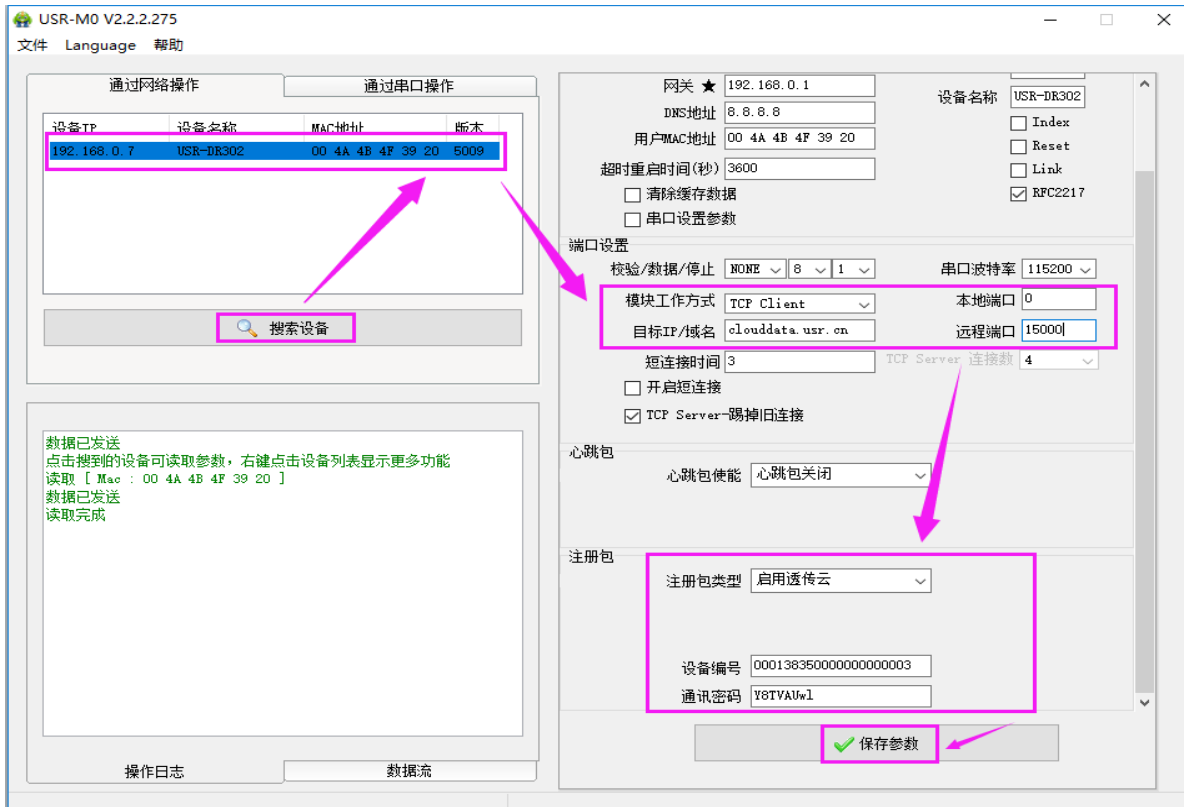 USR-M0 V2.2.2.275
文件 Language 帮助
通过网络操作 通过串口操作
设备IP 设备名称 MAC地址 版本
192.168.0.7 USR-DR302 00 4A 4B 4F 39 20 5009
搜索设备
数据已发送
点击搜到的设备可读取参数，右键点击设备列表显示更多功能
读取 [ Mac : 00 4A 4B 4F 39 20 ]
数据已发送
读取完成
操作日志 数据流
网关 ★ 192.168.0.1
设备名称 USR-DR302
DNS地址 8.8.8.8
Index
用户MAC地址 00 4A 4B 4F 39 20
Reset
超时重启时间(秒) 3600
Link
清除缓存数据
RFC2217
串口设置参数
端口设置
校验/数据/停止 NONE 8 1 串口波特率 115200
模块工作方式 TCP Client 本地端口 0
目标IP/域名 clouddata.usr.cn 远程端口 15000
短连接时间 3 TCP Server 连接数 4
开启短连接
TCP Server-踢掉旧连接
心跳包
心跳包使能 心跳包关闭
注册包
注册包类型 启用透传云
设备编号 00013835000000000003
通讯密码 Y8TVAUwl
保存参数